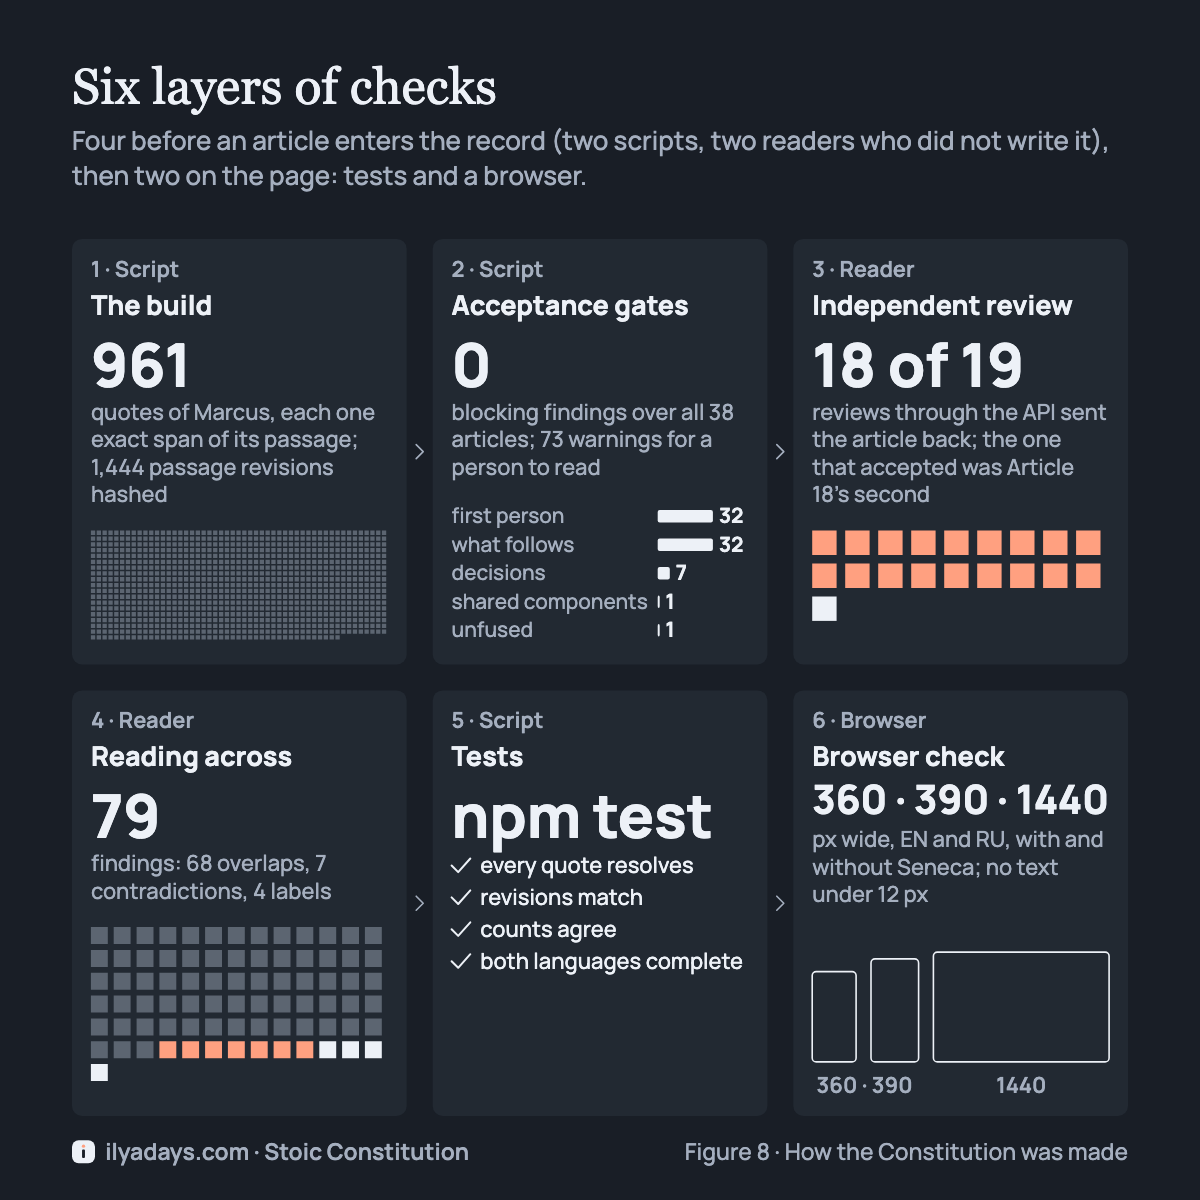 Six layers of checks
Four before an article enters the record (two scripts, two readers who did not write it),
then two on the page: tests and a browser.
1 · Script
The build
961
quotes of Marcus, each one
exact span of its passage;
1,444 passage revisions
hashed
2 · Script
Acceptance gates
0
blocking findings over all 38
articles; 73 warnings for a
person to read
first person 32
what follows 32
decisions 7
shared components 1
unfused 1
3 · Reader
Independent review
18 of 19
reviews through the API sent
the article back; the one
that accepted was Article
18’s second
4 · Reader
Reading across
79
findings: 68 overlaps, 7
contradictions, 4 labels
5 · Script
Tests
npm test
every quote resolves
revisions match
counts agree
both languages complete
6 · Browser
Browser check
360 · 390 · 1440
px wide, EN and RU, with and
without Seneca; no text
under 12 px
360 · 390 1440
ilyadays.com · Stoic Constitution
Figure 8 · How the Constitution was made